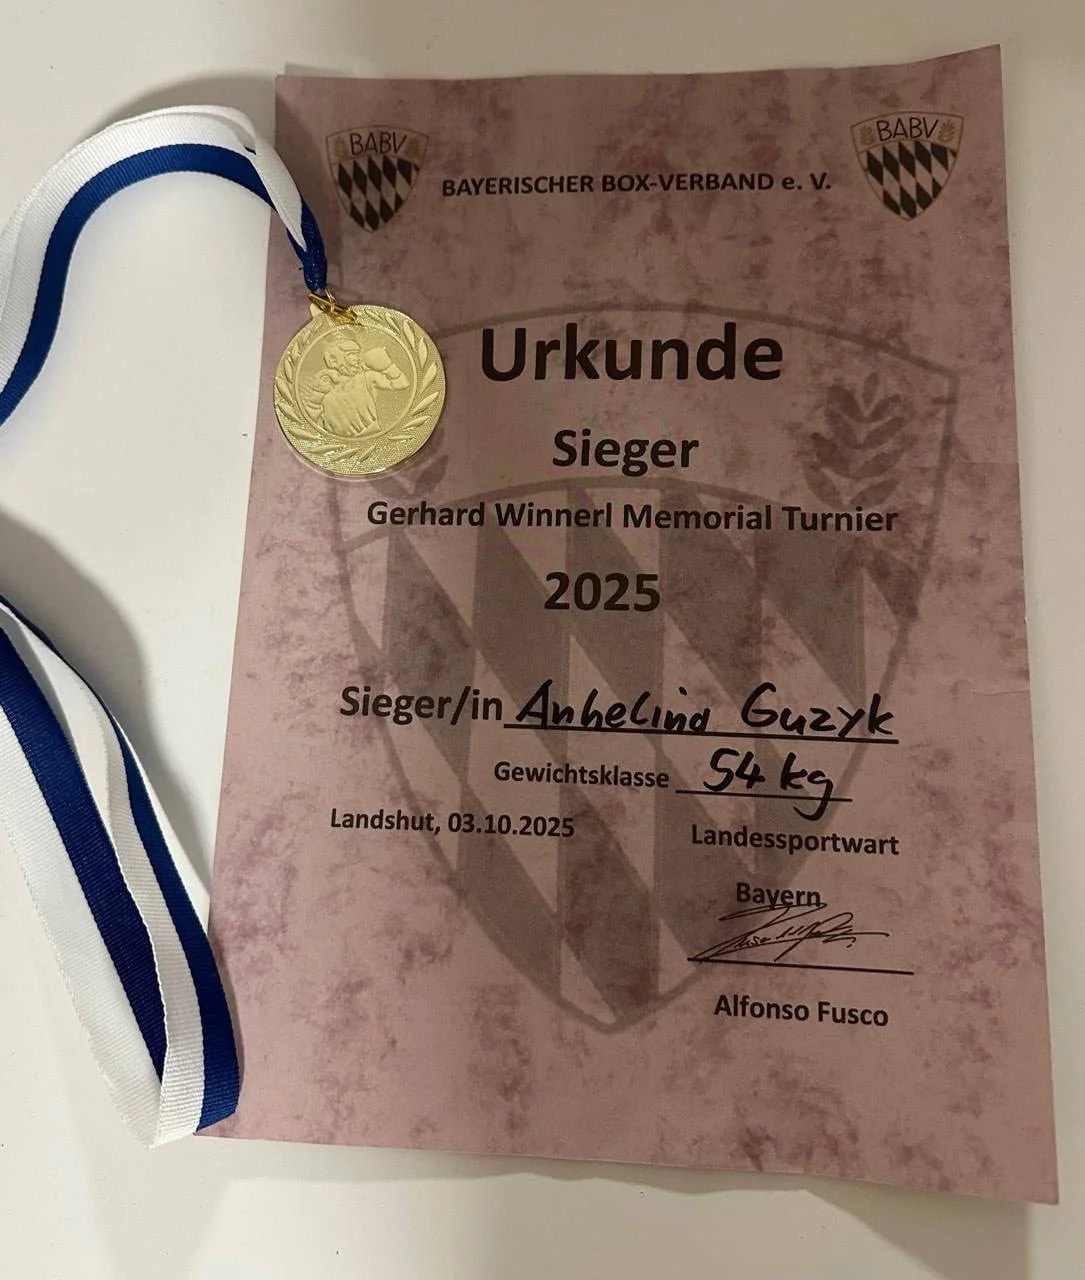 BABV
BABV
BAYERISCHER BOX-VERBAND e. V.
Urkunde
Sieger
Gerhard Winnerl Memorial Turnier
2025
Sieger/in Anhelina Guzyk
Gewichtsklasse 54 kg
Landshut, 03.10.2025
Landessportwart
Bayern
Alfonso Fusco